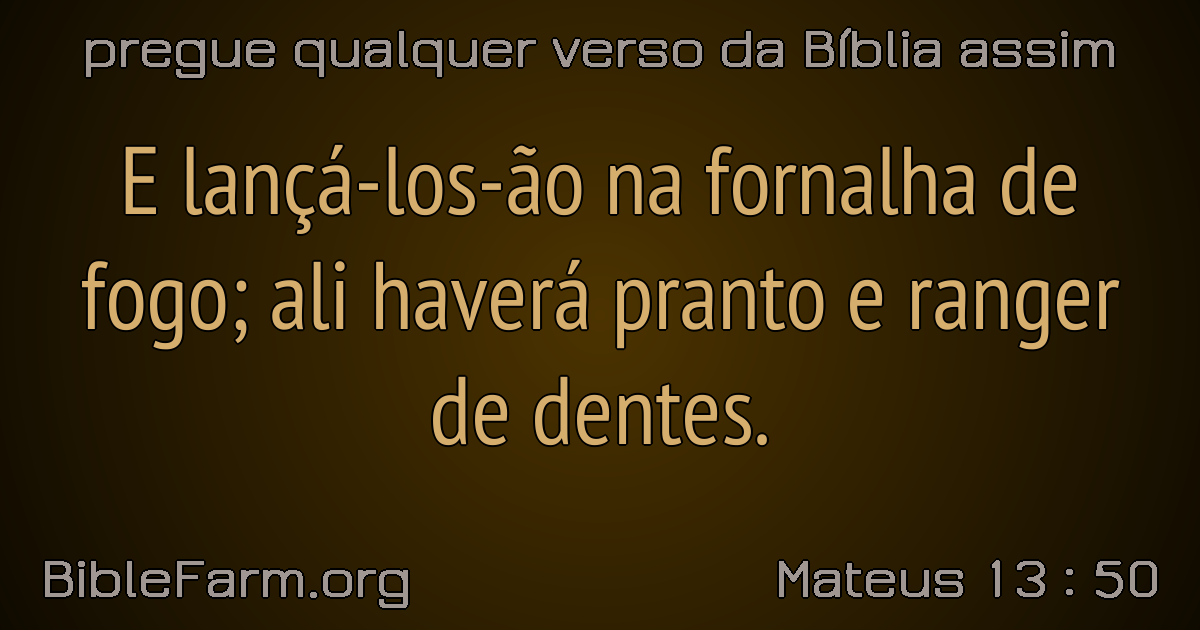 pregue qualquer verso da Bíblia assim
E lançá-los-ão na fornalha de
fogo; ali haverá pranto e ranger
de dentes.
BibleFarm.org
Mateus 13 : 50